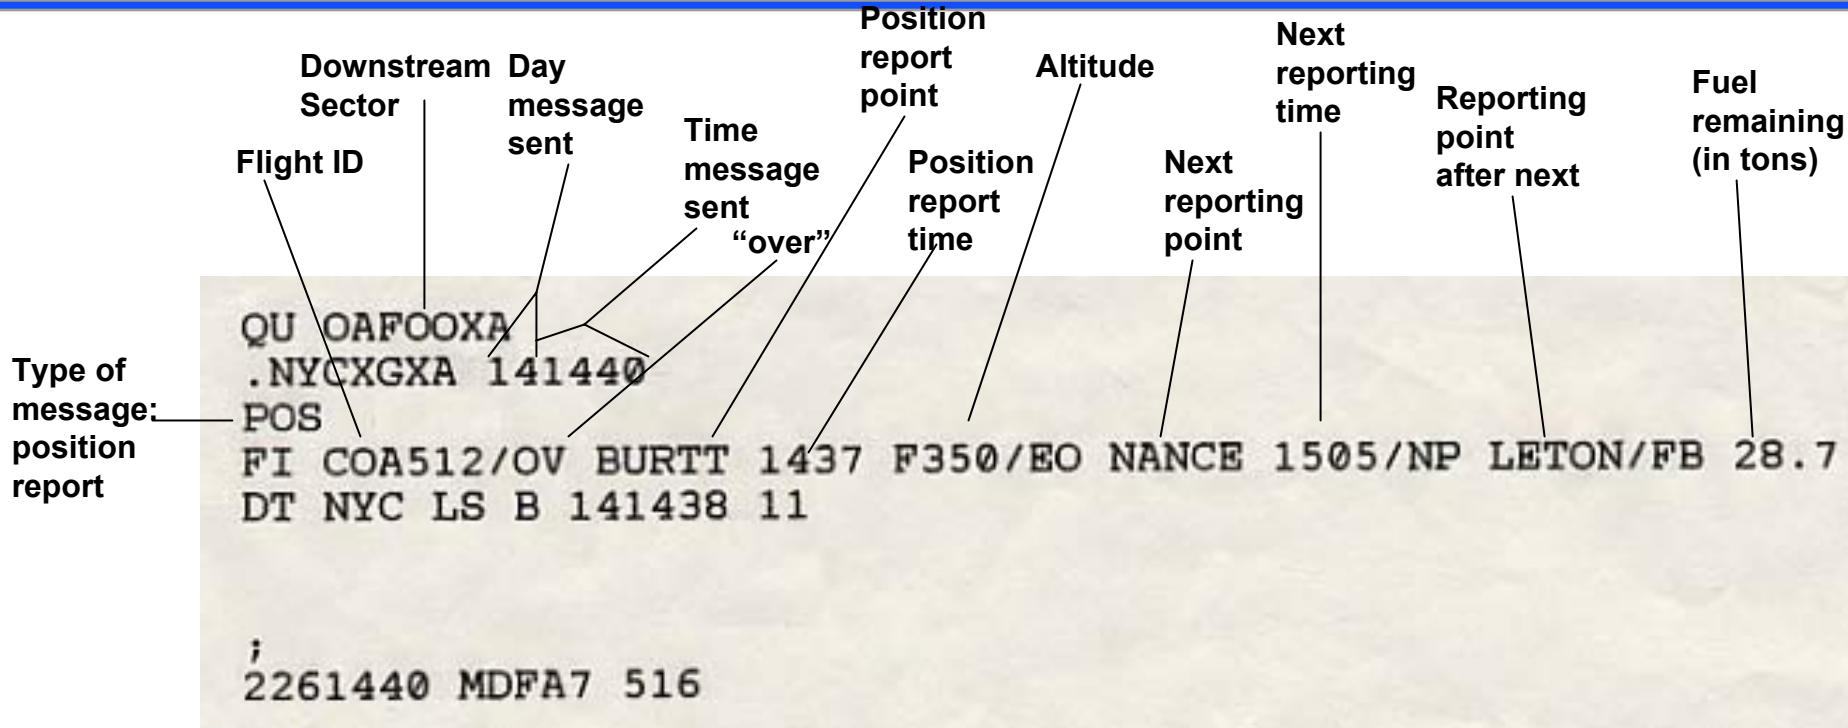 Position
report
point
Downstream
Sector
Day
message
sent
Altitude
Next
reporting
time
Reporting
point
after next
Fuel
remaining
(in tons)
Flight ID
Time
message
sent
"over"
Position
report
time
Next
reporting
point
Type of
message:
position
report
QU OAFOOXA
.NYCXGXA 141440
POS
FI COA512/OV BURTT 1437 F350/EO NANCE 1505/NP LETON/FB 28.7
DT NYC LS B 141438 11
;
2261440 MDFA7 516